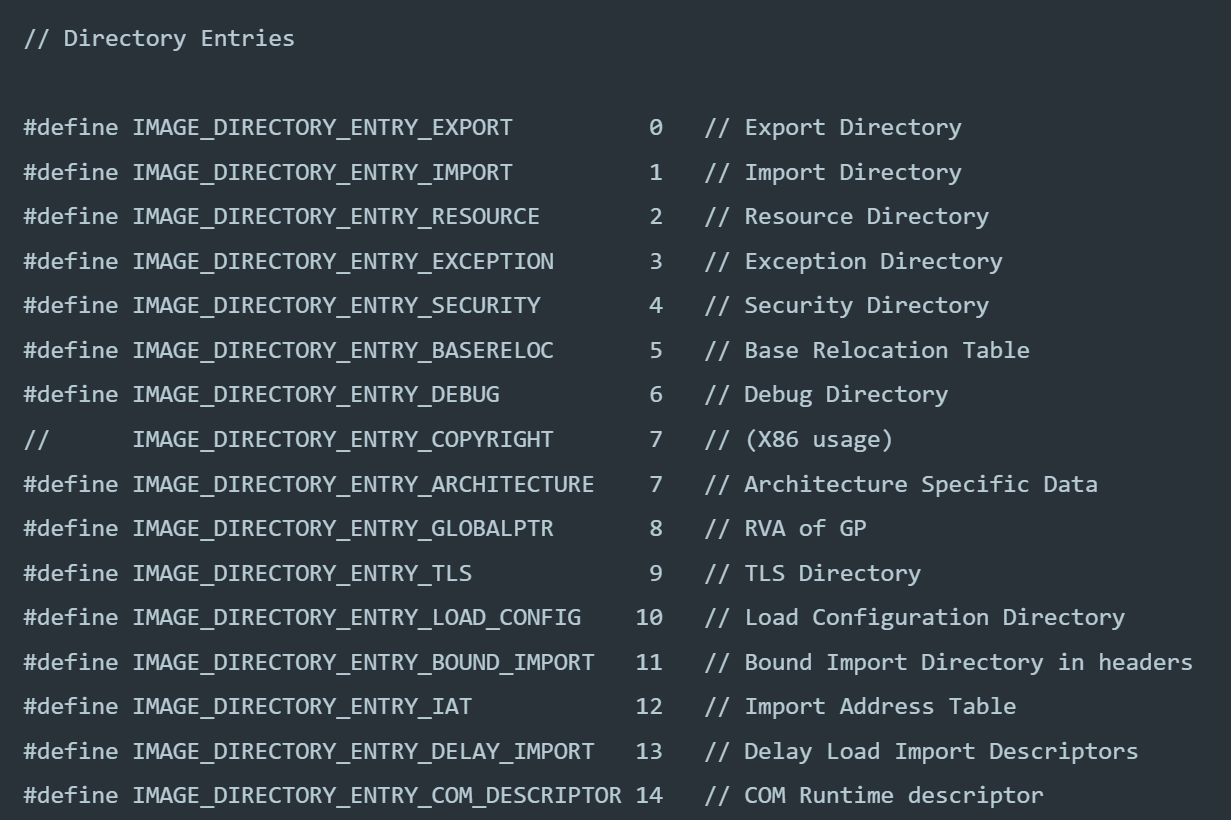 // Directory Entries
#define IMAGE_DIRECTORY_ENTRY_EXPORT          0   // Export Directory
#define IMAGE_DIRECTORY_ENTRY_IMPORT          1   // Import Directory
#define IMAGE_DIRECTORY_ENTRY_RESOURCE        2   // Resource Directory
#define IMAGE_DIRECTORY_ENTRY_EXCEPTION       3   // Exception Directory
#define IMAGE_DIRECTORY_ENTRY_SECURITY        4   // Security Directory
#define IMAGE_DIRECTORY_ENTRY_BASERELOC       5   // Base Relocation Table
#define IMAGE_DIRECTORY_ENTRY_DEBUG           6   // Debug Directory
//      IMAGE_DIRECTORY_ENTRY_COPYRIGHT       7   // (X86 usage)
#define IMAGE_DIRECTORY_ENTRY_ARCHITECTURE    7   // Architecture Specific Data
#define IMAGE_DIRECTORY_ENTRY_GLOBALPTR       8   // RVA of GP
#define IMAGE_DIRECTORY_ENTRY_TLS             9   // TLS Directory
#define IMAGE_DIRECTORY_ENTRY_LOAD_CONFIG    10   // Load Configuration Directory
#define IMAGE_DIRECTORY_ENTRY_BOUND_IMPORT   11   // Bound Import Directory in headers
#define IMAGE_DIRECTORY_ENTRY_IAT            12   // Import Address Table
#define IMAGE_DIRECTORY_ENTRY_DELAY_IMPORT   13   // Delay Load Import Descriptors
#define IMAGE_DIRECTORY_ENTRY_COM_DESCRIPTOR 14   // COM Runtime descriptor